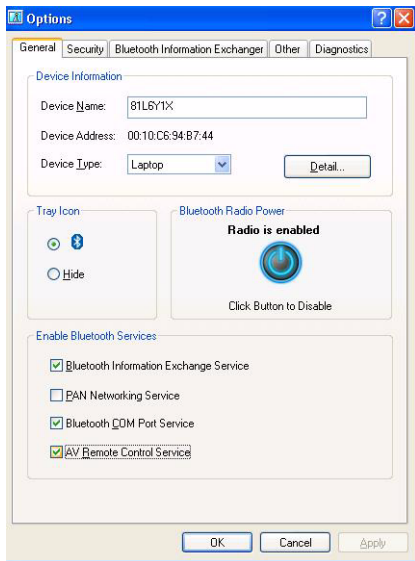 Options
General Security Bluetooth Information Exchanger Other Diagnostics
Device Information
Device Name: 81L6Y1X
Device Address: 00:10:C6:94:B7:44
Device Type: Laptop Detail...
Tray Icon
Hide
Bluetooth Radio Power
Radio is enabled
Click Button to Disable
Enable Bluetooth Services
Bluetooth Information Exchange Service
PAN Networking Service
Bluetooth COM Port Service
AV Remote Control Service
OK Cancel Apply